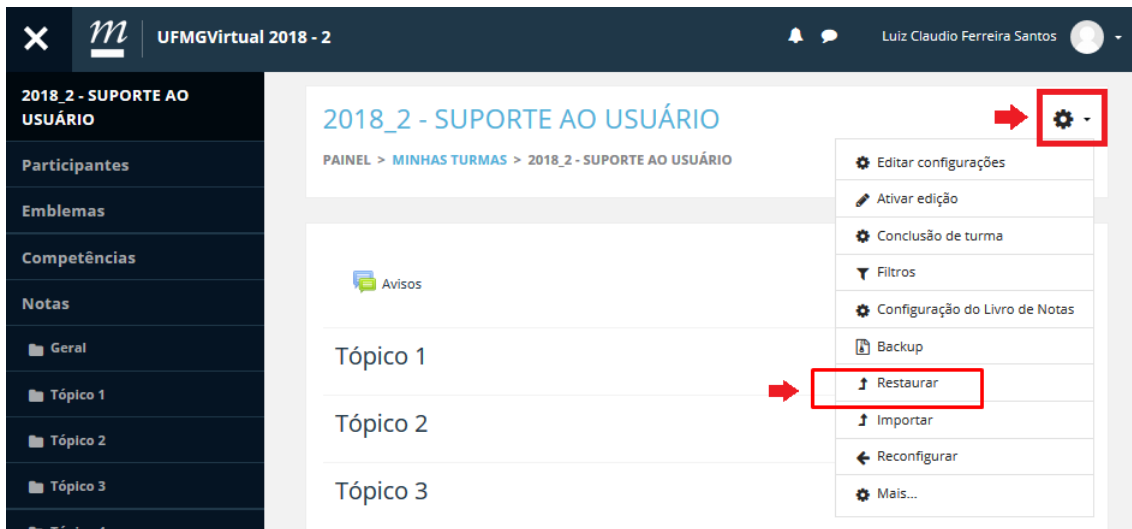 m UFMGVirtual 2018 - 2
Luiz Claudio Ferreira Santos
2018_2 - SUPORTE AO
USUÁRIO
Participantes
Emblemas
Competências
Notas
Geral
Tópico 1
Tópico 2
Tópico 3
2018_2 - SUPORTE AO USUÁRIO
PAINEL > MINHAS TURMAS > 2018_2 - SUPORTE AO USUÁRIO
Editar configurações
Ativar edição
Conclusão de turma
Filtros
Configuração do Livro de Notas
Backup
Restaurar
Importar
Reconfigurar
Mais...
Avisos
Tópico 1
Tópico 2
Tópico 3